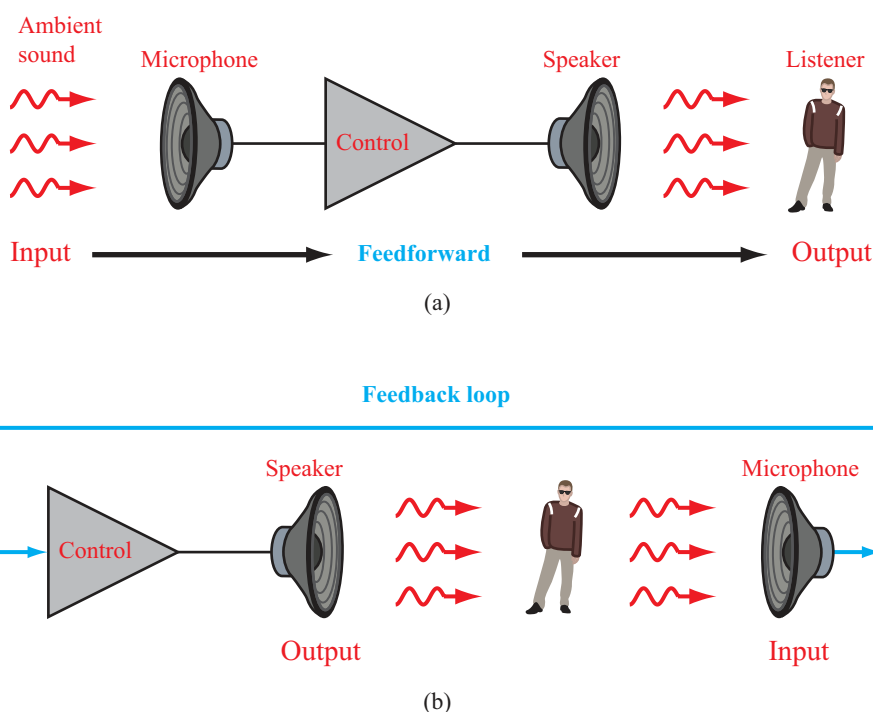 Ambient
sound
Microphone
Speaker
Listener
Control
Input
Feedforward
Output
(a)
Feedback loop
Speaker
Microphone
Control
Output
Input
(b)